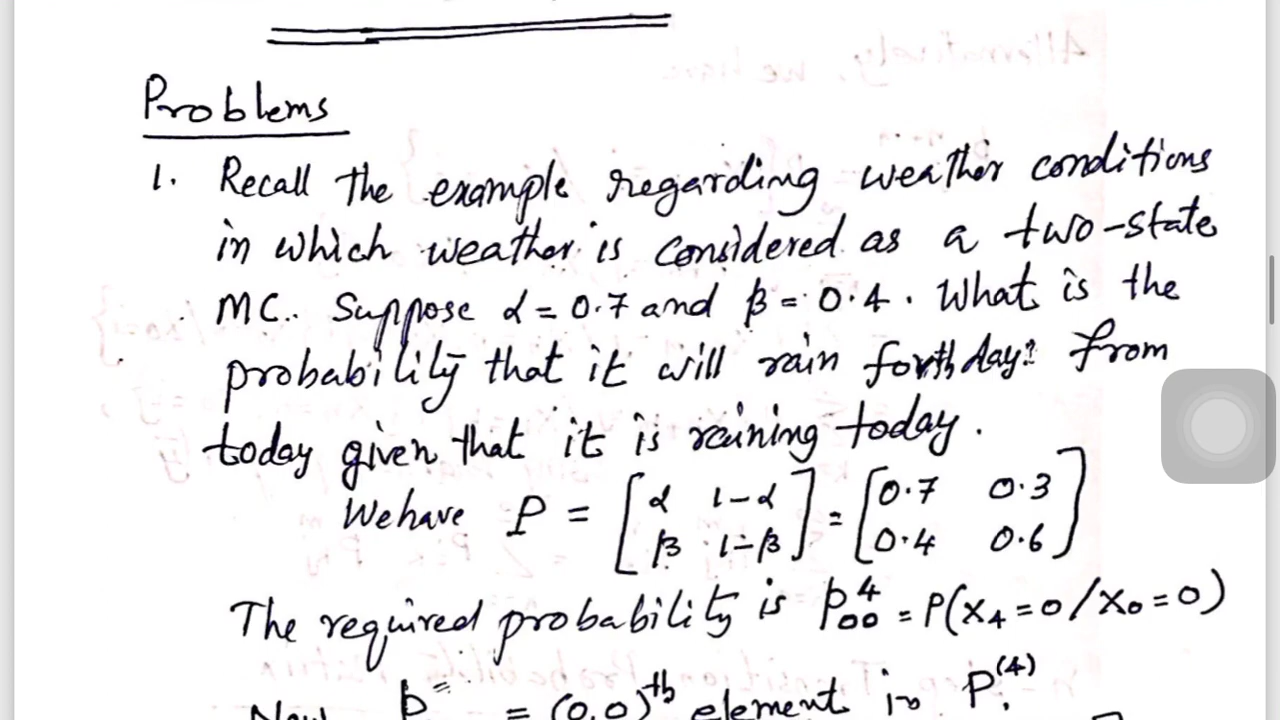 Problems
1. Recall the example regarding weather conditions
in which weather is considered as a two-state
MC. Suppose α = 0.7 and β = 0.4. What is the
probability that it will rain forth day? from
today given that it is raining today.
We have P = [α 1-α; β 1-β] = [0.7 0.3; 0.4 0.6]
The required probability is p₀₀⁴ = P(X₄=0/X₀=0)
Now p = = (0,0)th element in P(4).